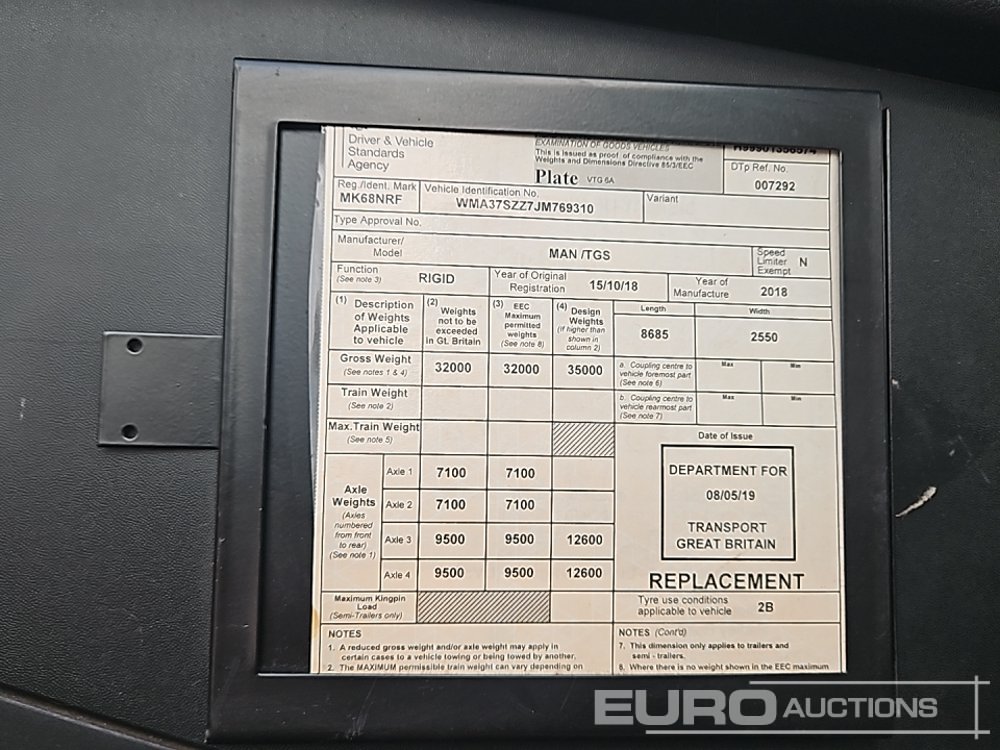 Driver & Vehicle
Standards
Agency
EXAMINATION OF GOODS VEHICLES
This is issued as proof of compliance with the
Weights and Dimensions Directive 85/3/EEC
Plate VTG 6A
DTp Ref. No.
007292
Reg./Ident. Mark
MK68NRF
Vehicle Identification No.
WMA37SZZ7JM769310
Variant
Type Approval No.
Manufacturer/
Model
MAN /TGS
Speed
Limiter N
Exempt
Function
(See note 3)
RIGID
Year of Original
Registration
15/10/18
Year of
Manufacture
2018
(1) Description
of Weights
Applicable
to vehicle
(2) Weights
not to be
exceeded
in Gt. Britain
(3) EEC
Maximum
permitted
weights
(See note 8)
(4) Design
Weights
(if higher than
shown in
column 2)
Length
8685
Width
2550
Gross Weight
(See notes 1 & 4)
32000
32000
35000
a. Coupling centre to
vehicle foremost part
(See note 6)
Max
Min
Train Weight
(See note 2)
b. Coupling centre to
vehicle rearmost part
(See note 7)
Max
Min
Max.Train Weight
(See note 5)
Axle
Weights
(Axles
numbered
from front
to rear)
(See note 1)
Axle 1 7100 7100
Axle 2 7100 7100
Axle 3 9500 9500 12600
Axle 4 9500 9500 12600
Date of Issue
DEPARTMENT FOR
08/05/19
TRANSPORT
GREAT BRITAIN
REPLACEMENT
Maximum Kingpin
Load
(Semi-Trailers only)
Tyre use conditions
applicable to vehicle 2B
NOTES
1. A reduced gross weight and/or axle weight may apply in
certain cases to a vehicle towing or being towed by another.
2. The MAXIMUM permissible train weight can vary depending on
NOTES (Cont'd)
7. This dimension only applies to trailers and
semi - trailers.
8. Where there is no weight shown in the EEC maximum
EURO AUCTIONS